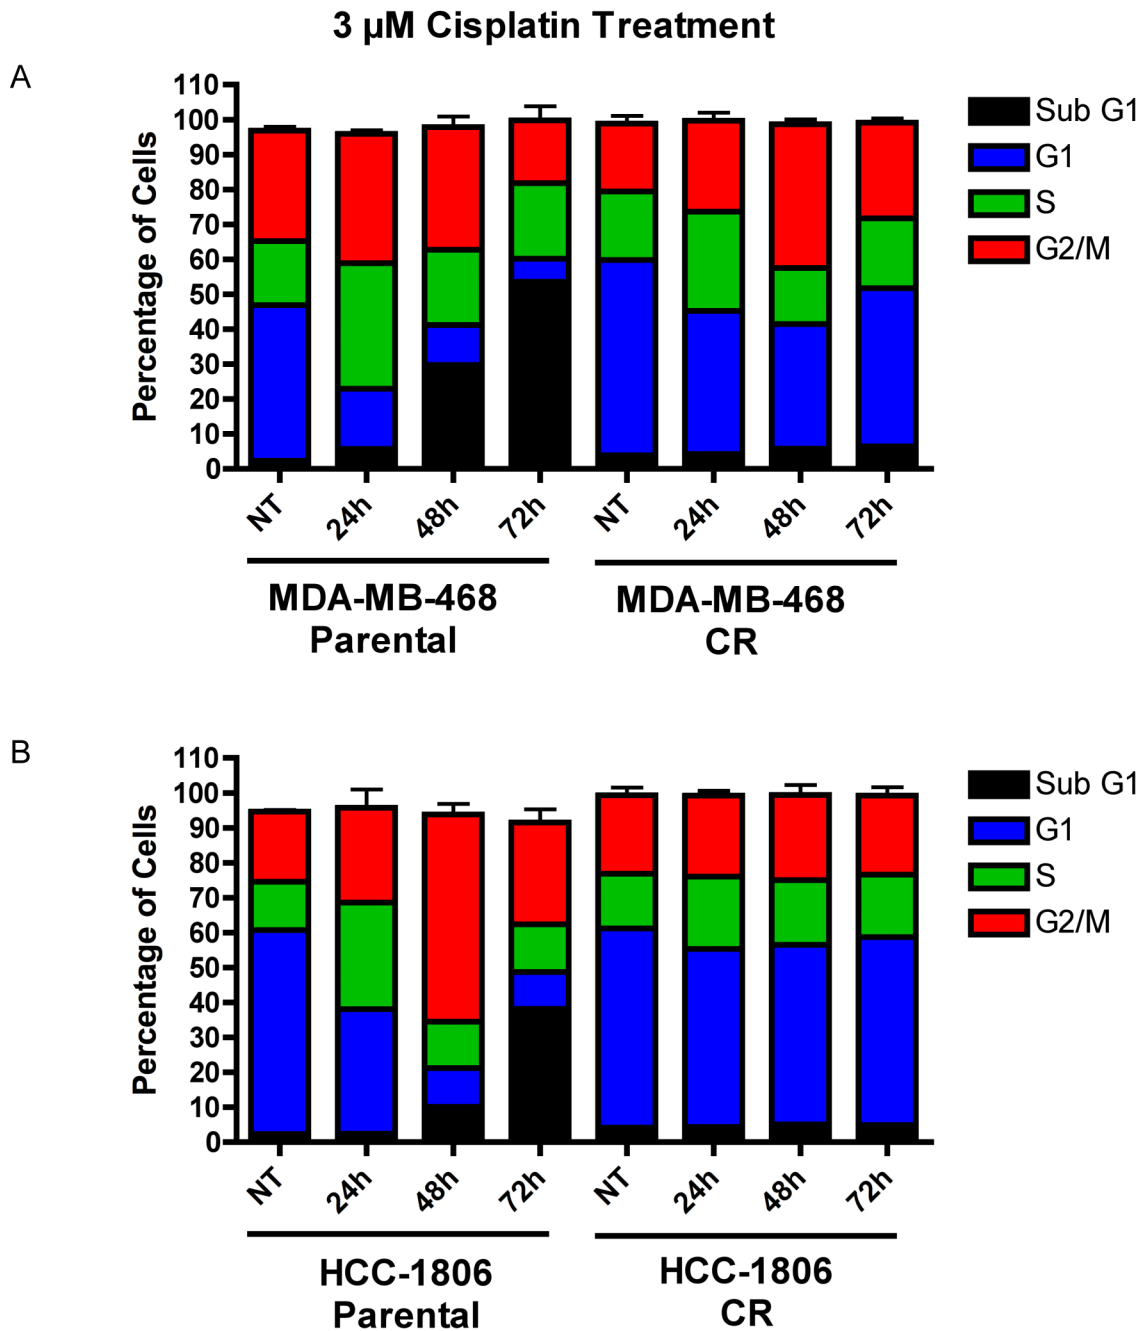 3 µM Cisplatin Treatment
A
Percentage of Cells
110
100
90
80
70
60
50
40
30
20
10
0
Sub G1
G1
S
G2/M
NT 24h 48h 72h NT 24h 48h 72h
MDA-MB-468 MDA-MB-468
Parental CR
B
Percentage of Cells
110
100
90
80
70
60
50
40
30
20
10
0
Sub G1
G1
S
G2/M
NT 24h 48h 72h NT 24h 48h 72h
HCC-1806 HCC-1806
Parental CR